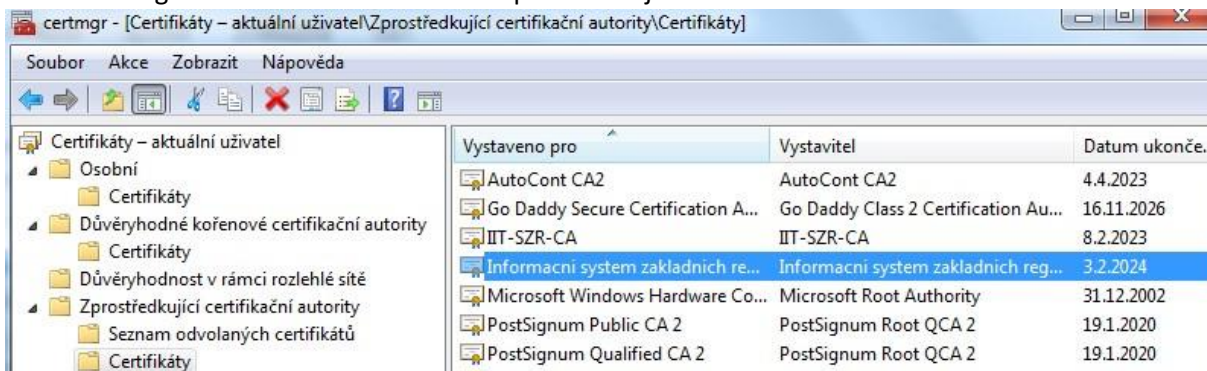 certmgr - [Certifikáty – aktuální uživatel\Zprostředkující certifikační autority\Certifikáty]
Soubor Akce Zobrazit Nápověda
Certifikáty – aktuální uživatel
Osobní
Certifikáty
Důvěryhodné kořenové certifikační autority
Certifikáty
Důvěryhodnost v rámci rozlehlé sítě
Zprostředkující certifikační autority
Seznam odvolaných certifikátů
Certifikáty
Vystaveno pro Vystavitel Datum ukonče.
AutoCont CA2 AutoCont CA2 4.4.2023
Go Daddy Secure Certification A... Go Daddy Class 2 Certification Au... 16.11.2026
IIT-SZR-CA IIT-SZR-CA 8.2.2023
Informacni system zakladnich re... Informacni system zakladnich reg... 3.2.2024
Microsoft Windows Hardware Co... Microsoft Root Authority 31.12.2002
PostSignum Public CA 2 PostSignum Root QCA 2 19.1.2020
PostSignum Qualified CA 2 PostSignum Root QCA 2 19.1.2020